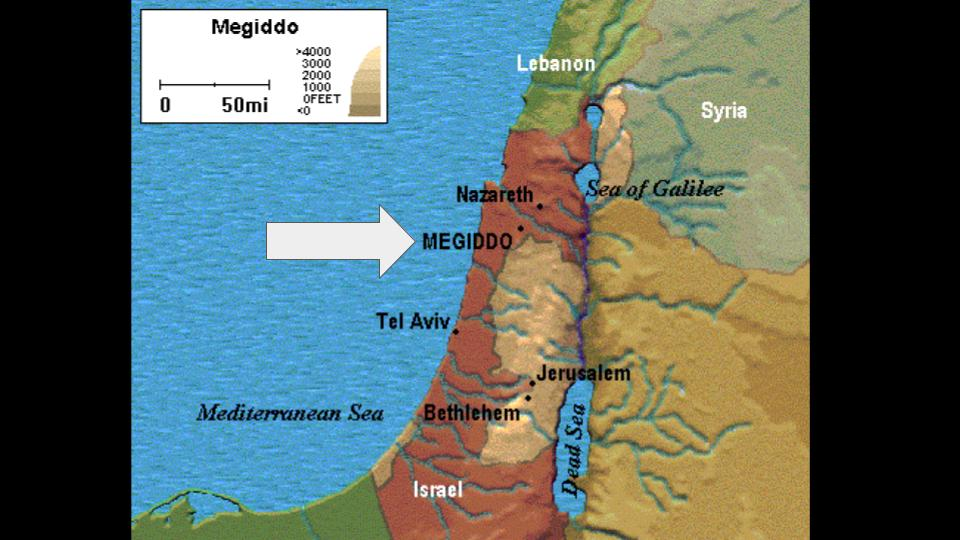 Megiddo
>4000
3000
2000
1000
0FEET
<0
0 50mi
Lebanon
Syria
Nazareth
Sea of Galilee
MEGIDDO
Tel Aviv
Jerusalem
Mediterranean Sea
Bethlehem
Dead Sea
Israel